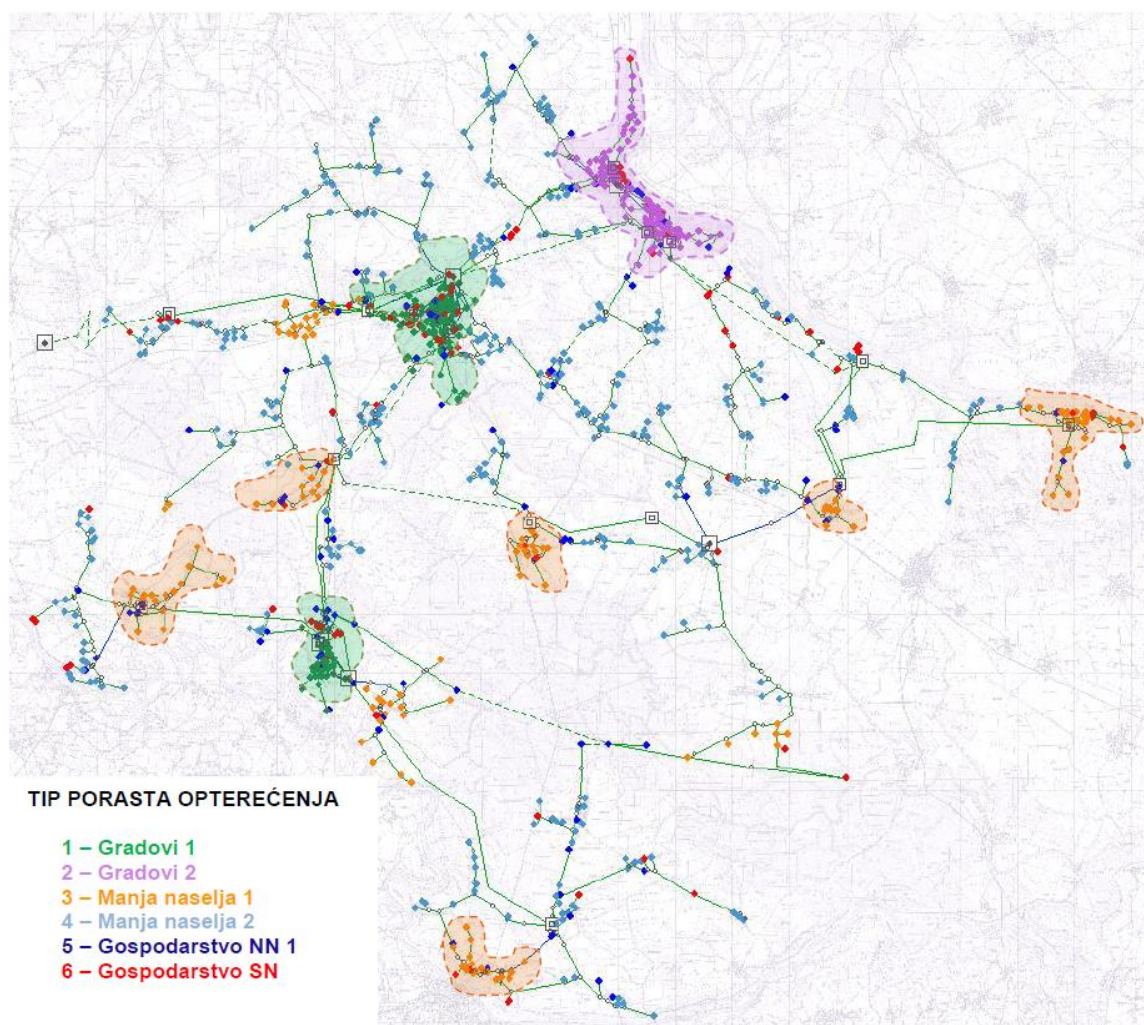 TIP PORASTA OPTEREĆENJA
1 – Gradovi 1
2 – Gradovi 2
3 – Manja naselja 1
4 – Manja naselja 2
5 – Gospodarstvo NN 1
6 – Gospodarstvo SN